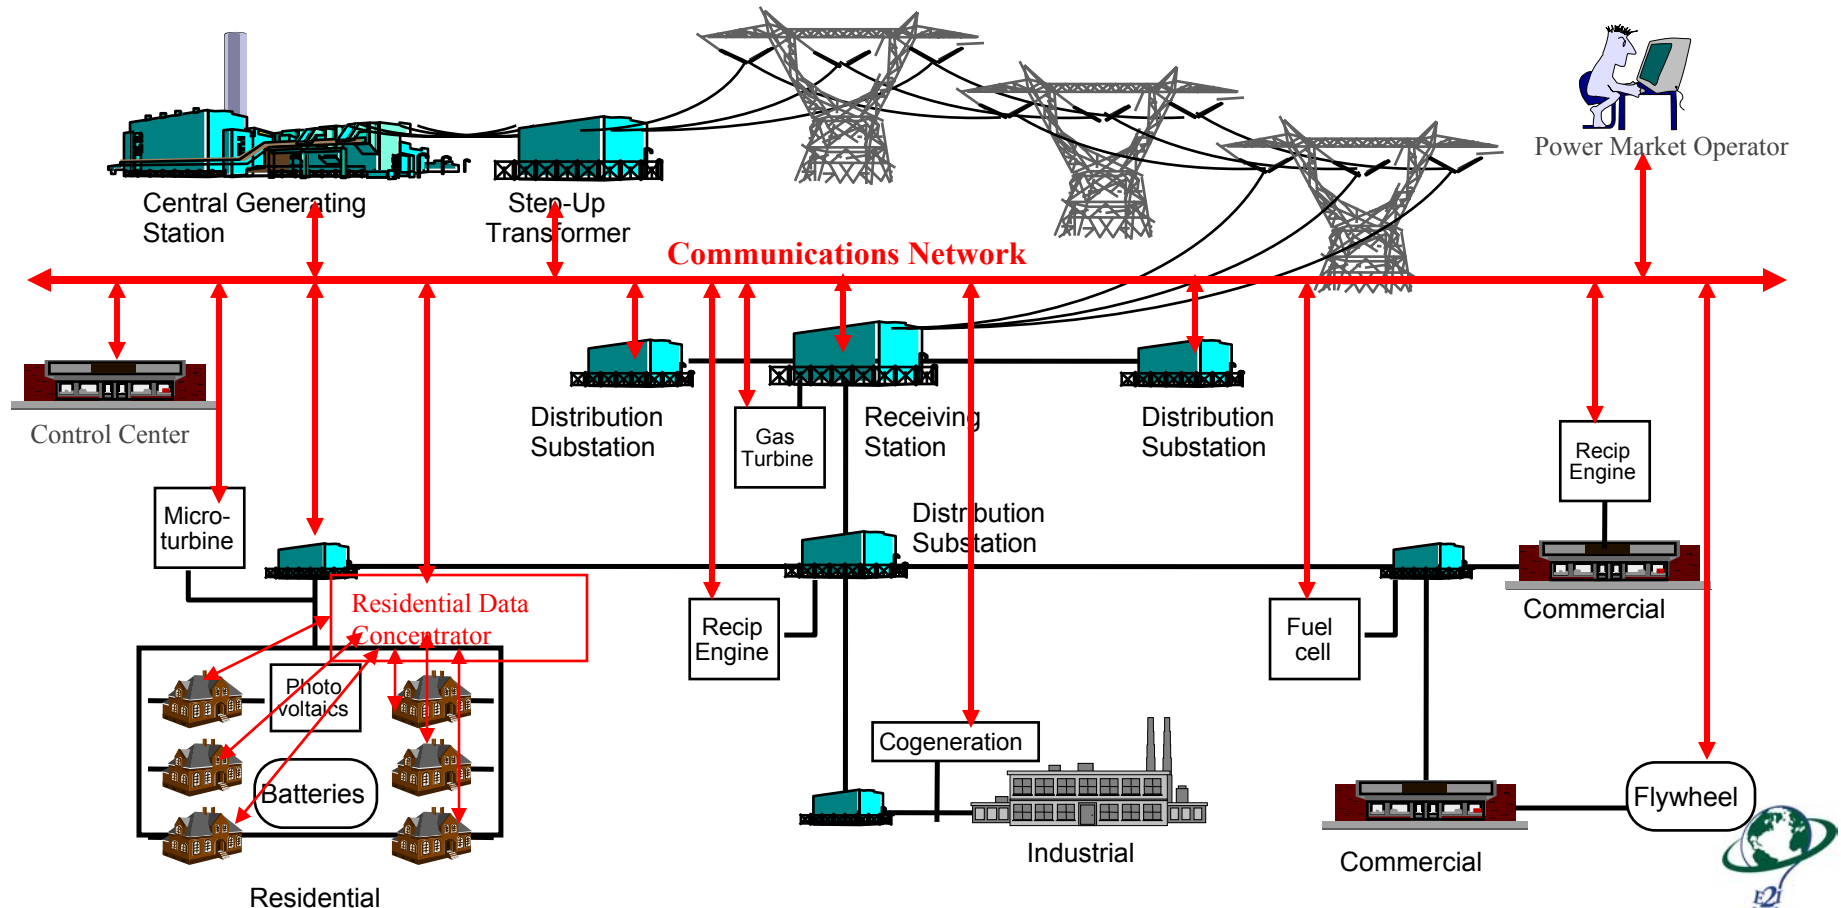 Power Market Operator
Central Generating
Station
Step-Up
Transformer
Communications Network
Control Center
Distribution
Substation
Gas
Turbine
Receiving
Station
Distribution
Substation
Recip
Engine
Micro-
turbine
Distribution
Substation
Residential Data
Concentrator
Recip
Engine
Fuel
cell
Commercial
Photo
voltaics
Cogeneration
Batteries
Flywheel
Industrial
Commercial
Residential
E2I